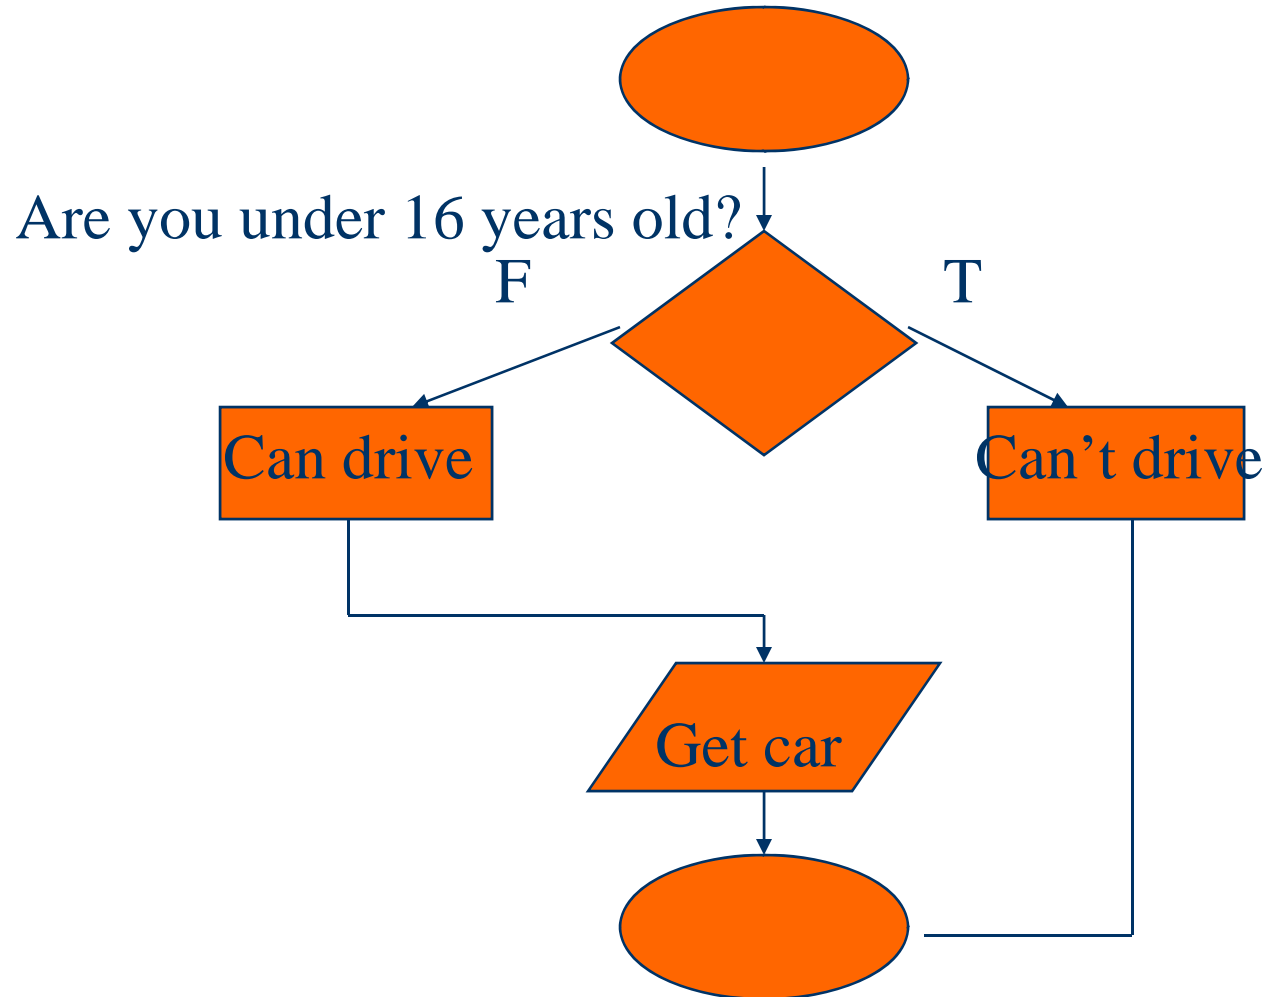 Are you under 16 years old?
F
T
Can drive
Can’t drive
Get car